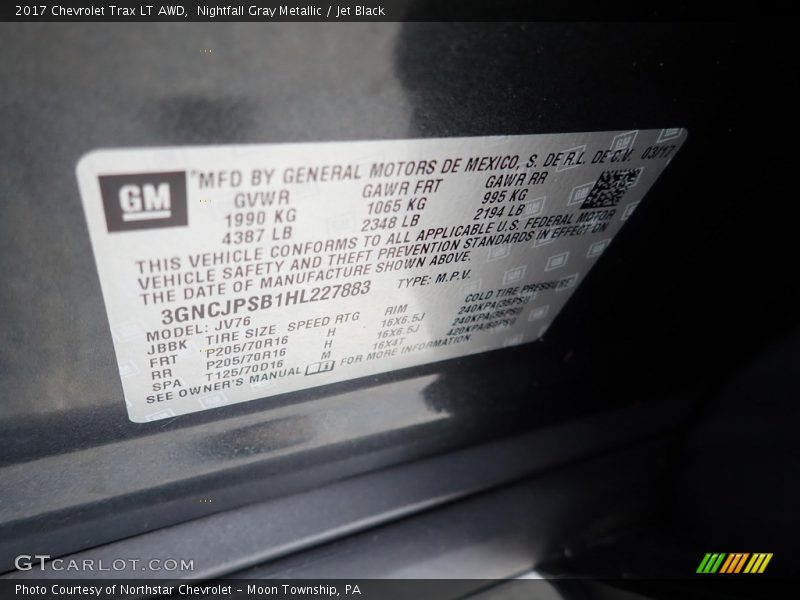 2017 Chevrolet Trax LT AWD,  Nightfall Gray Metallic / Jet Black
GM
*MFD BY GENERAL MOTORS DE MEXICO, S. DE R.L. DE C.V. 03/17
GVWR GAWR FRT GAWR RR
1990 KG 1065 KG 995 KG
4387 LB 2348 LB 2194 LB
THIS VEHICLE CONFORMS TO ALL APPLICABLE U.S. FEDERAL MOTOR
VEHICLE SAFETY AND THEFT PREVENTION STANDARDS IN EFFECT ON
THE DATE OF MANUFACTURE SHOWN ABOVE.
3GNCJPSB1HL227883 TYPE: M.P.V.
MODEL: JV76
JBBK TIRE SIZE SPEED RTG RIM COLD TIRE PRESSURE
FRT P205/70R16 H 16X6.5J 240KPA(35PSI)
RR P205/70R16 H 16X6.5J 240KPA(35PSI)
SPA T125/70D16 M 16X4T 420KPA(60PSI)
SEE OWNER'S MANUAL FOR MORE INFORMATION
GTCARLOT.COM
Photo Courtesy of Northstar Chevrolet - Moon Township, PA